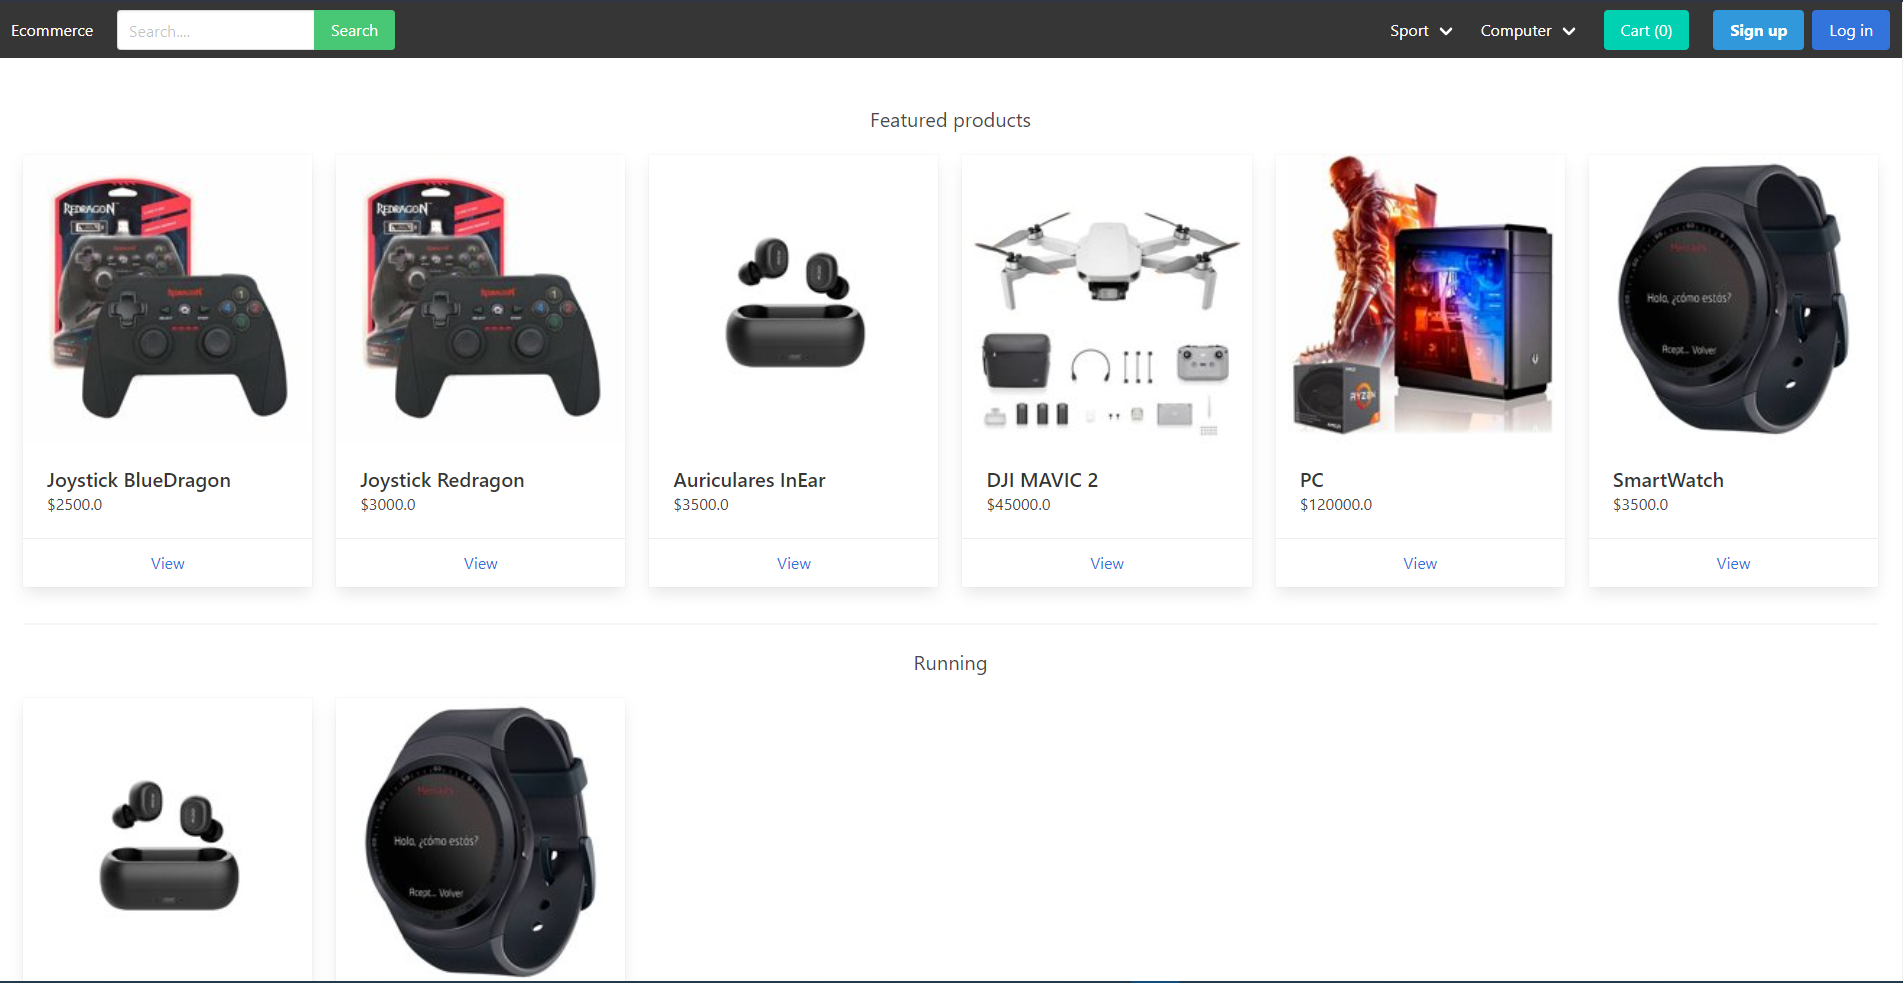 Ecommerce
Search....
Search
Sport
Computer
Cart (0)
Sign up
Log in
Featured products
REDRAGON
REDRAGON
REDRAGON
REDRAGON
RYZEN
Hola, ¿cómo estás?
Acept... Volver
Joystick BlueDragon
$2500.0
View
Joystick Redragon
$3000.0
View
Auriculares InEar
$3500.0
View
DJI MAVIC 2
$45000.0
View
PC
$120000.0
View
SmartWatch
$3500.0
View
Running
Hola, ¿cómo estás?
Acept... Volver